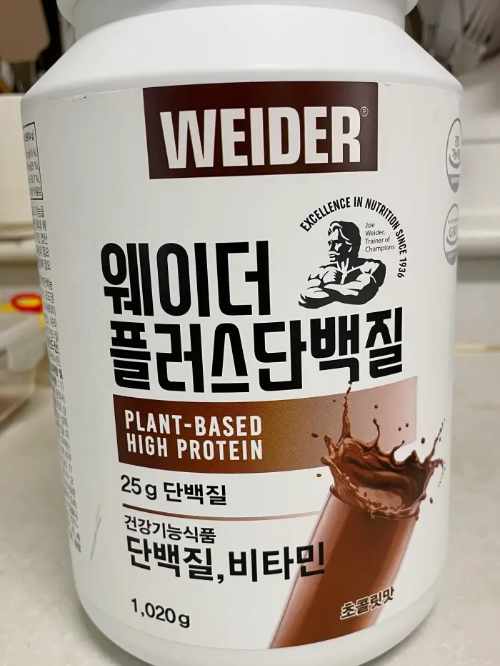 WEIDER®
EXCELLENCE IN NUTRITION SINCE 1936
Joe
Weider,
Trainer of
Champions
웨이더
플러스단백질
PLANT-BASED
HIGH PROTEIN
25g 단백질
건강기능식품
단백질,비타민
1,020g
초콜릿맛